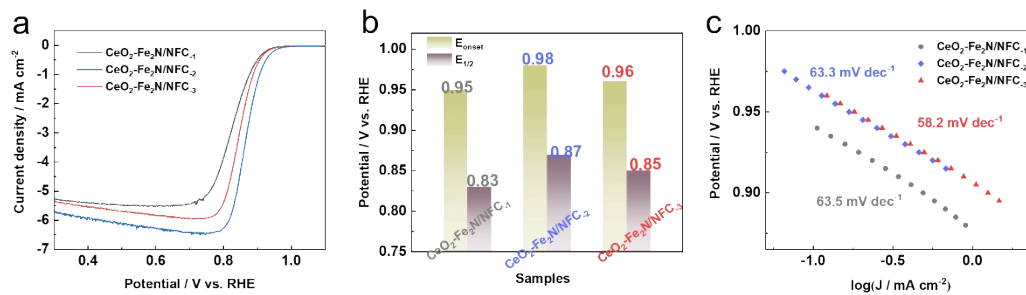 a
CeO₂-Fe₂N/NFC₋₁
CeO₂-Fe₂N/NFC₋₂
CeO₂-Fe₂N/NFC₋₃
Current density / mA cm⁻²
0
-1
-2
-3
-4
-5
-6
-7
0.4
0.6
0.8
1.0
Potential / V vs. RHE
b
E_onset
E_1/2
Potential / V vs. RHE
1.00
0.95
0.90
0.85
0.80
0.75
0.95
0.83
0.98
0.87
0.96
0.85
CeO₂-Fe₂N/NFC₋₁
CeO₂-Fe₂N/NFC₋₂
CeO₂-Fe₂N/NFC₋₃
Samples
c
CeO₂-Fe₂N/NFC₋₁
CeO₂-Fe₂N/NFC₋₂
CeO₂-Fe₂N/NFC₋₃
63.3 mV dec⁻¹
58.2 mV dec⁻¹
63.5 mV dec⁻¹
Potential / V vs. RHE
1.00
0.95
0.90
-1.0
-0.5
0.0
log(J / mA cm⁻²)